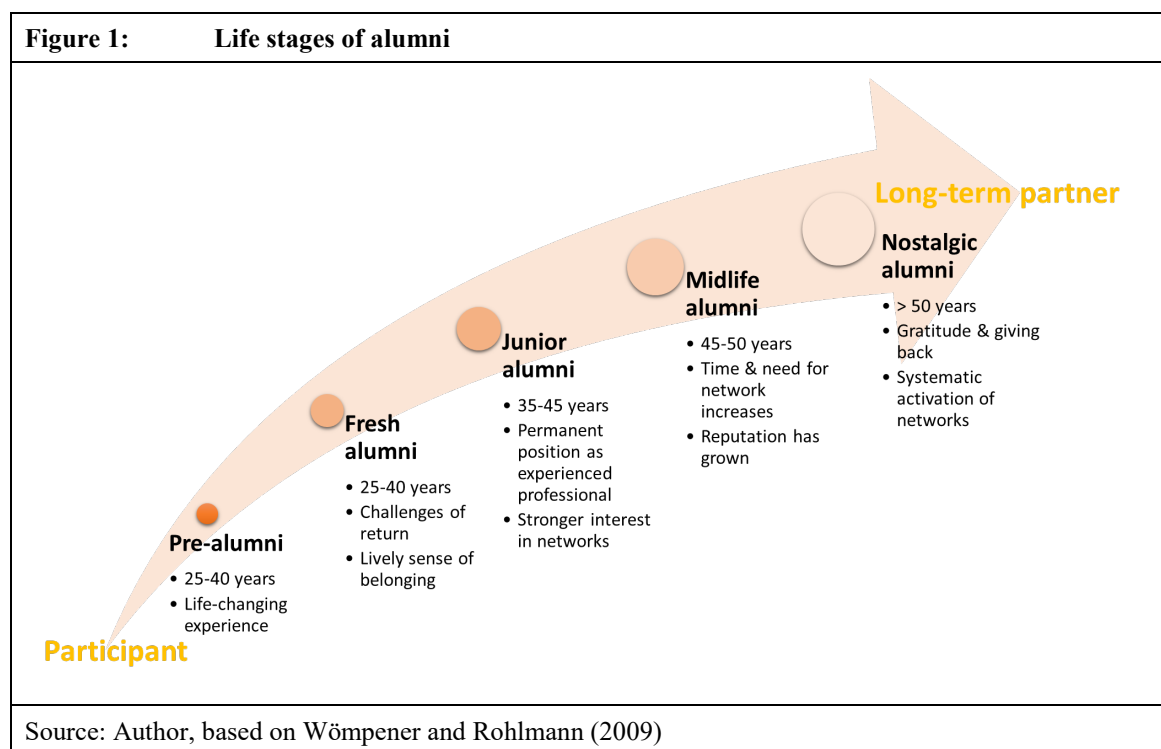 Figure 1: Life stages of alumni
Long-term partner
Nostalgic
alumni
• > 50 years
• Gratitude & giving
back
• Systematic
activation of
networks
Midlife
alumni
• 45-50 years
• Time & need for
network
increases
• Reputation has
grown
Junior
alumni
• 35-45 years
• Permanent
position as
experienced
professional
• Stronger interest
in networks
Fresh
alumni
• 25-40 years
• Challenges of
return
• Lively sense of
belonging
Pre-alumni
• 25-40 years
• Life-changing
experience
Participant
Source: Author, based on Wömpener and Rohlmann (2009)